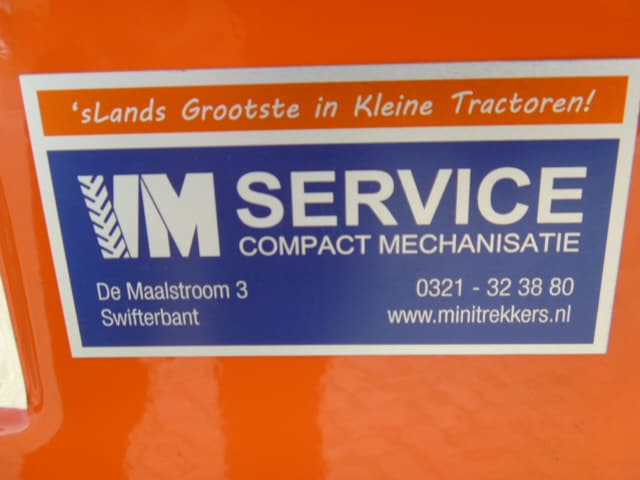 'sLands Grootste in Kleine Tractoren!
VM SERVICE
COMPACT MECHANISATIE
De Maalstroom 3
0321 - 32 38 80
Swifterbant
www.minitrekkers.nl